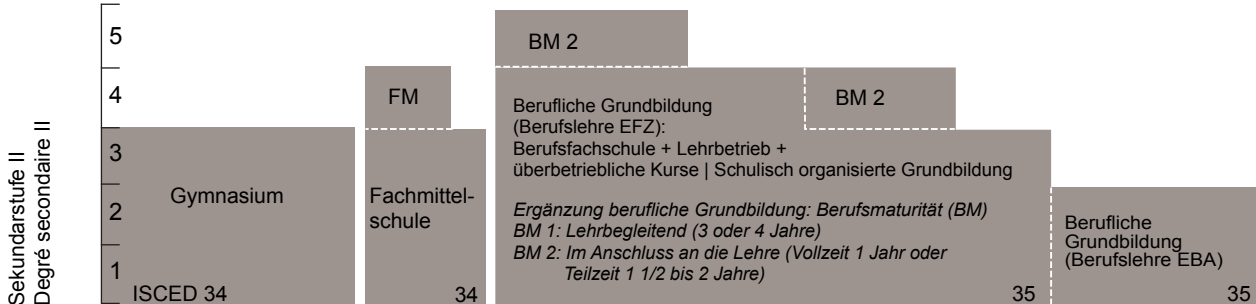 Sekundarstufe II
Degré secondaire II
5
4
3
2
1
Gymnasium
ISCED 34
FM
Fachmittel-
schule
34
BM 2
Berufliche Grundbildung
(Berufslehre EFZ):
Berufsfachschule + Lehrbetrieb +
überbetriebliche Kurse | Schulisch organisierte Grundbildung
Ergänzung berufliche Grundbildung: Berufsmaturität (BM)
BM 1: Lehrbegleitend (3 oder 4 Jahre)
BM 2: Im Anschluss an die Lehre (Vollzeit 1 Jahr oder
Teilzeit 1 1/2 bis 2 Jahre)
BM 2
35
Berufliche
Grundbildung
(Berufslehre EBA)
35